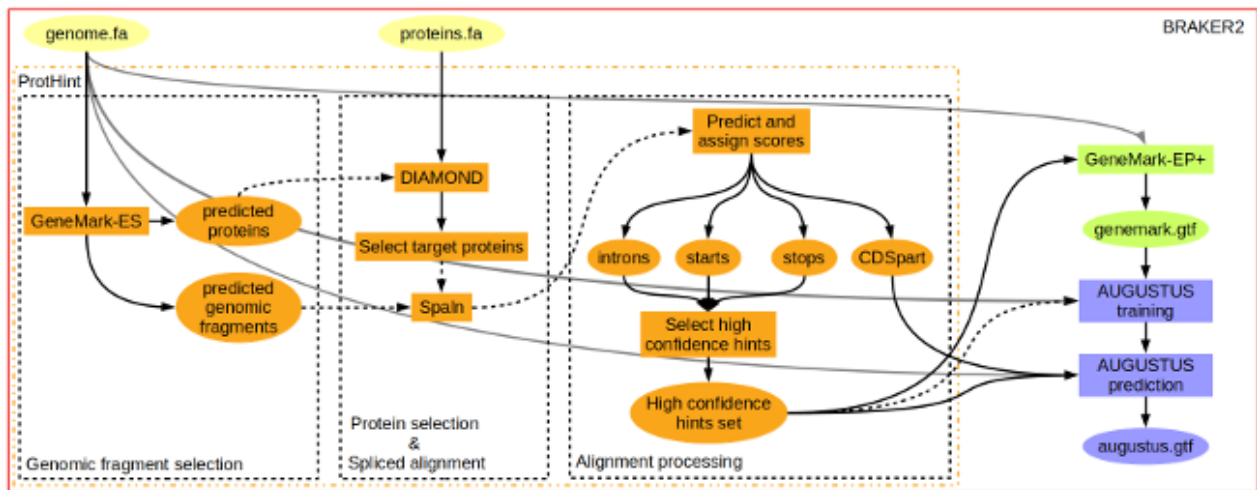 genome.fa
proteins.fa
BRAKER2
ProtHint
Predict and
assign scores
GeneMark-EP+
DIAMOND
GeneMark-ES
predicted
proteins
genemark.gtf
Select target proteins
introns
starts
stops
CDSpart
predicted
genomic
fragments
Spaln
AUGUSTUS
training
Select high
confidence hints
AUGUSTUS
prediction
High confidence
hints set
Protein selection
&
Spliced alignment
augustus.gtf
Genomic fragment selection
Alignment processing